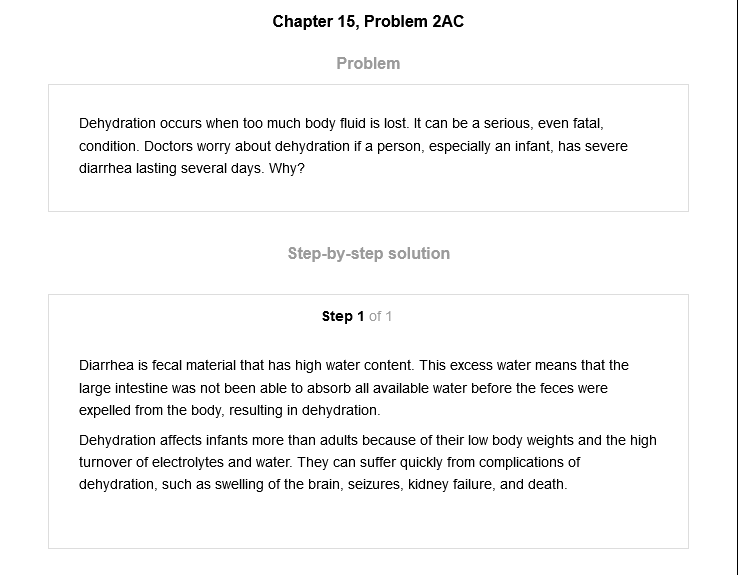 Chapter 15, Problem 2AC
Problem
Dehydration occurs when too much body fluid is lost. It can be a serious, even fatal,
condition. Doctors worry about dehydration if a person, especially an infant, has severe
diarrhea lasting several days. Why?
Step-by-step solution
Step 1 of 1
Diarrhea is fecal material that has high water content. This excess water means that the
large intestine was not been able to absorb all available water before the feces were
expelled from the body, resulting in dehydration.
Dehydration affects infants more than adults because of their low body weights and the high
turnover of electrolytes and water. They can suffer quickly from complications of
dehydration, such as swelling of the brain, seizures, kidney failure, and death.